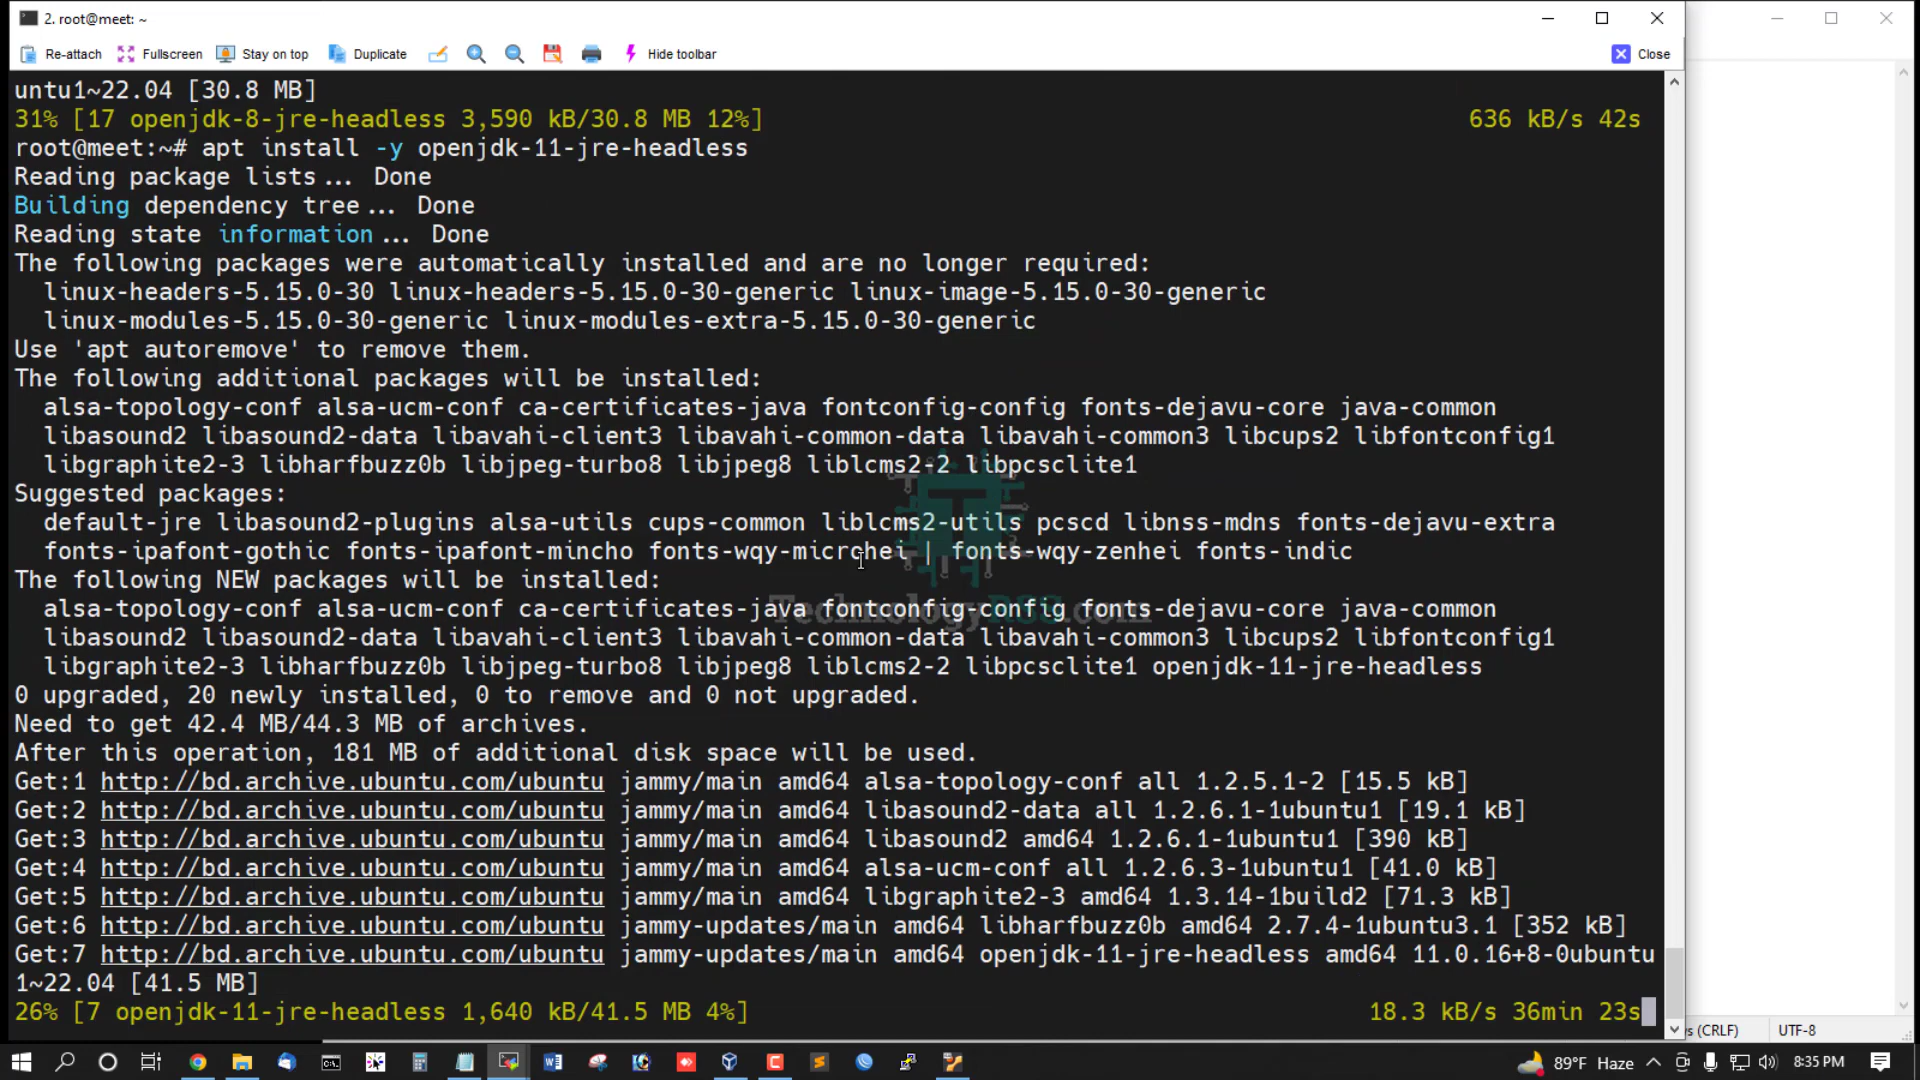 2. root@meet: ~
Re-attach Fullscreen Stay on top Duplicate Hide toolbar Close
untu1~22.04 [30.8 MB]
31% [17 openjdk-8-jre-headless 3,590 kB/30.8 MB 12%] 636 kB/s 42s
root@meet:~# apt install -y openjdk-11-jre-headless
Reading package lists... Done
Building dependency tree... Done
Reading state information... Done
The following packages were automatically installed and are no longer required:
linux-headers-5.15.0-30 linux-headers-5.15.0-30-generic linux-image-5.15.0-30-generic
linux-modules-5.15.0-30-generic linux-modules-extra-5.15.0-30-generic
Use 'apt autoremove' to remove them.
The following additional packages will be installed:
alsa-topology-conf alsa-ucm-conf ca-certificates-java fontconfig-config fonts-dejavu-core java-common
libasound2 libasound2-data libavahi-client3 libavahi-common-data libavahi-common3 libcups2 libfontconfig1
libgraphite2-3 libharfbuzz0b libjpeg-turbo8 libjpeg8 liblcms2-2 libpcsclite1
Suggested packages:
default-jre libasound2-plugins alsa-utils cups-common liblcms2-utils pcscd libnss-mdns fonts-dejavu-extra
fonts-ipafont-gothic fonts-ipafont-mincho fonts-wqy-microhei | fonts-wqy-zenhei fonts-indic
The following NEW packages will be installed:
alsa-topology-conf alsa-ucm-conf ca-certificates-java fontconfig-config fonts-dejavu-core java-common
TechnologyRSS.com
libasound2 libasound2-data libavahi-client3 libavahi-common-data libavahi-common3 libcups2 libfontconfig1
libgraphite2-3 libharfbuzz0b libjpeg-turbo8 libjpeg8 liblcms2-2 libpcsclite1 openjdk-11-jre-headless
0 upgraded, 20 newly installed, 0 to remove and 0 not upgraded.
Need to get 42.4 MB/44.3 MB of archives.
After this operation, 181 MB of additional disk space will be used.
Get:1 http://bd.archive.ubuntu.com/ubuntu jammy/main amd64 alsa-topology-conf all 1.2.5.1-2 [15.5 kB]
Get:2 http://bd.archive.ubuntu.com/ubuntu jammy/main amd64 libasound2-data all 1.2.6.1-1ubuntu1 [19.1 kB]
Get:3 http://bd.archive.ubuntu.com/ubuntu jammy/main amd64 libasound2 amd64 1.2.6.1-1ubuntu1 [390 kB]
Get:4 http://bd.archive.ubuntu.com/ubuntu jammy/main amd64 alsa-ucm-conf all 1.2.6.3-1ubuntu1 [41.0 kB]
Get:5 http://bd.archive.ubuntu.com/ubuntu jammy/main amd64 libgraphite2-3 amd64 1.3.14-1build2 [71.3 kB]
Get:6 http://bd.archive.ubuntu.com/ubuntu jammy-updates/main amd64 libharfbuzz0b amd64 2.7.4-1ubuntu3.1 [352 kB]
Get:7 http://bd.archive.ubuntu.com/ubuntu jammy-updates/main amd64 openjdk-11-jre-headless amd64 11.0.16+8-0ubuntu
1~22.04 [41.5 MB]
26% [7 openjdk-11-jre-headless 1,640 kB/41.5 MB 4%] 18.3 kB/s 36min 23s
s (CRLF) UTF-8
89°F Haze 8:35 PM